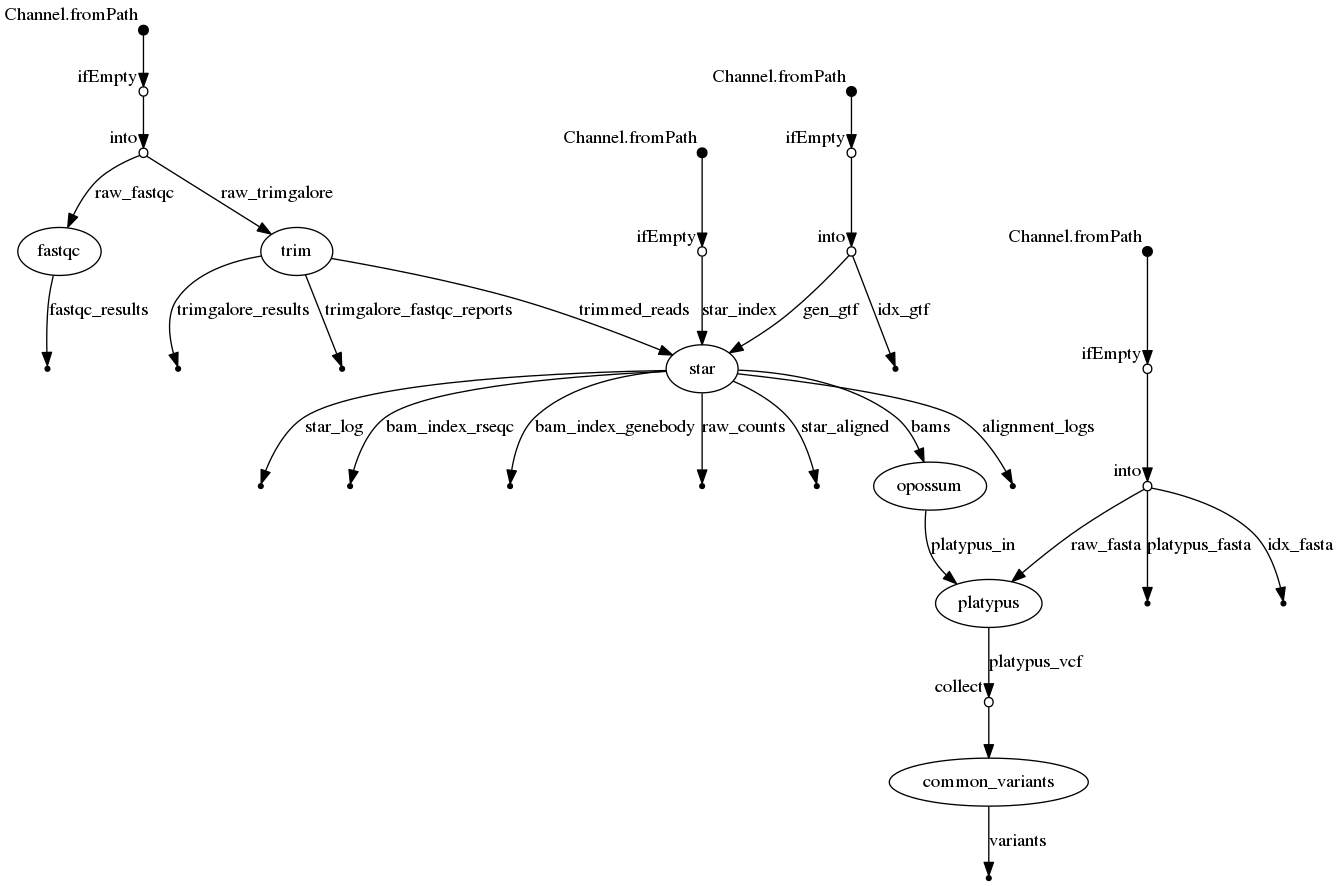 Channel.fromPath
ifEmpty
Channel.fromPath
into
Channel.fromPath
ifEmpty
raw_fastqc
raw_trimgalore
ifEmpty
into
Channel.fromPath
fastqc
trim
fastqc_results
trimgalore_results
trimgalore_fastqc_reports
trimmed_reads
star_index
gen_gtf
idx_gtf
ifEmpty
star
star_log
bam_index_rseqc
bam_index_genebody
raw_counts
star_aligned
bams
alignment_logs
into
opossum
platypus_in
raw_fasta
platypus_fasta
idx_fasta
platypus
platypus_vcf
collect
common_variants
variants